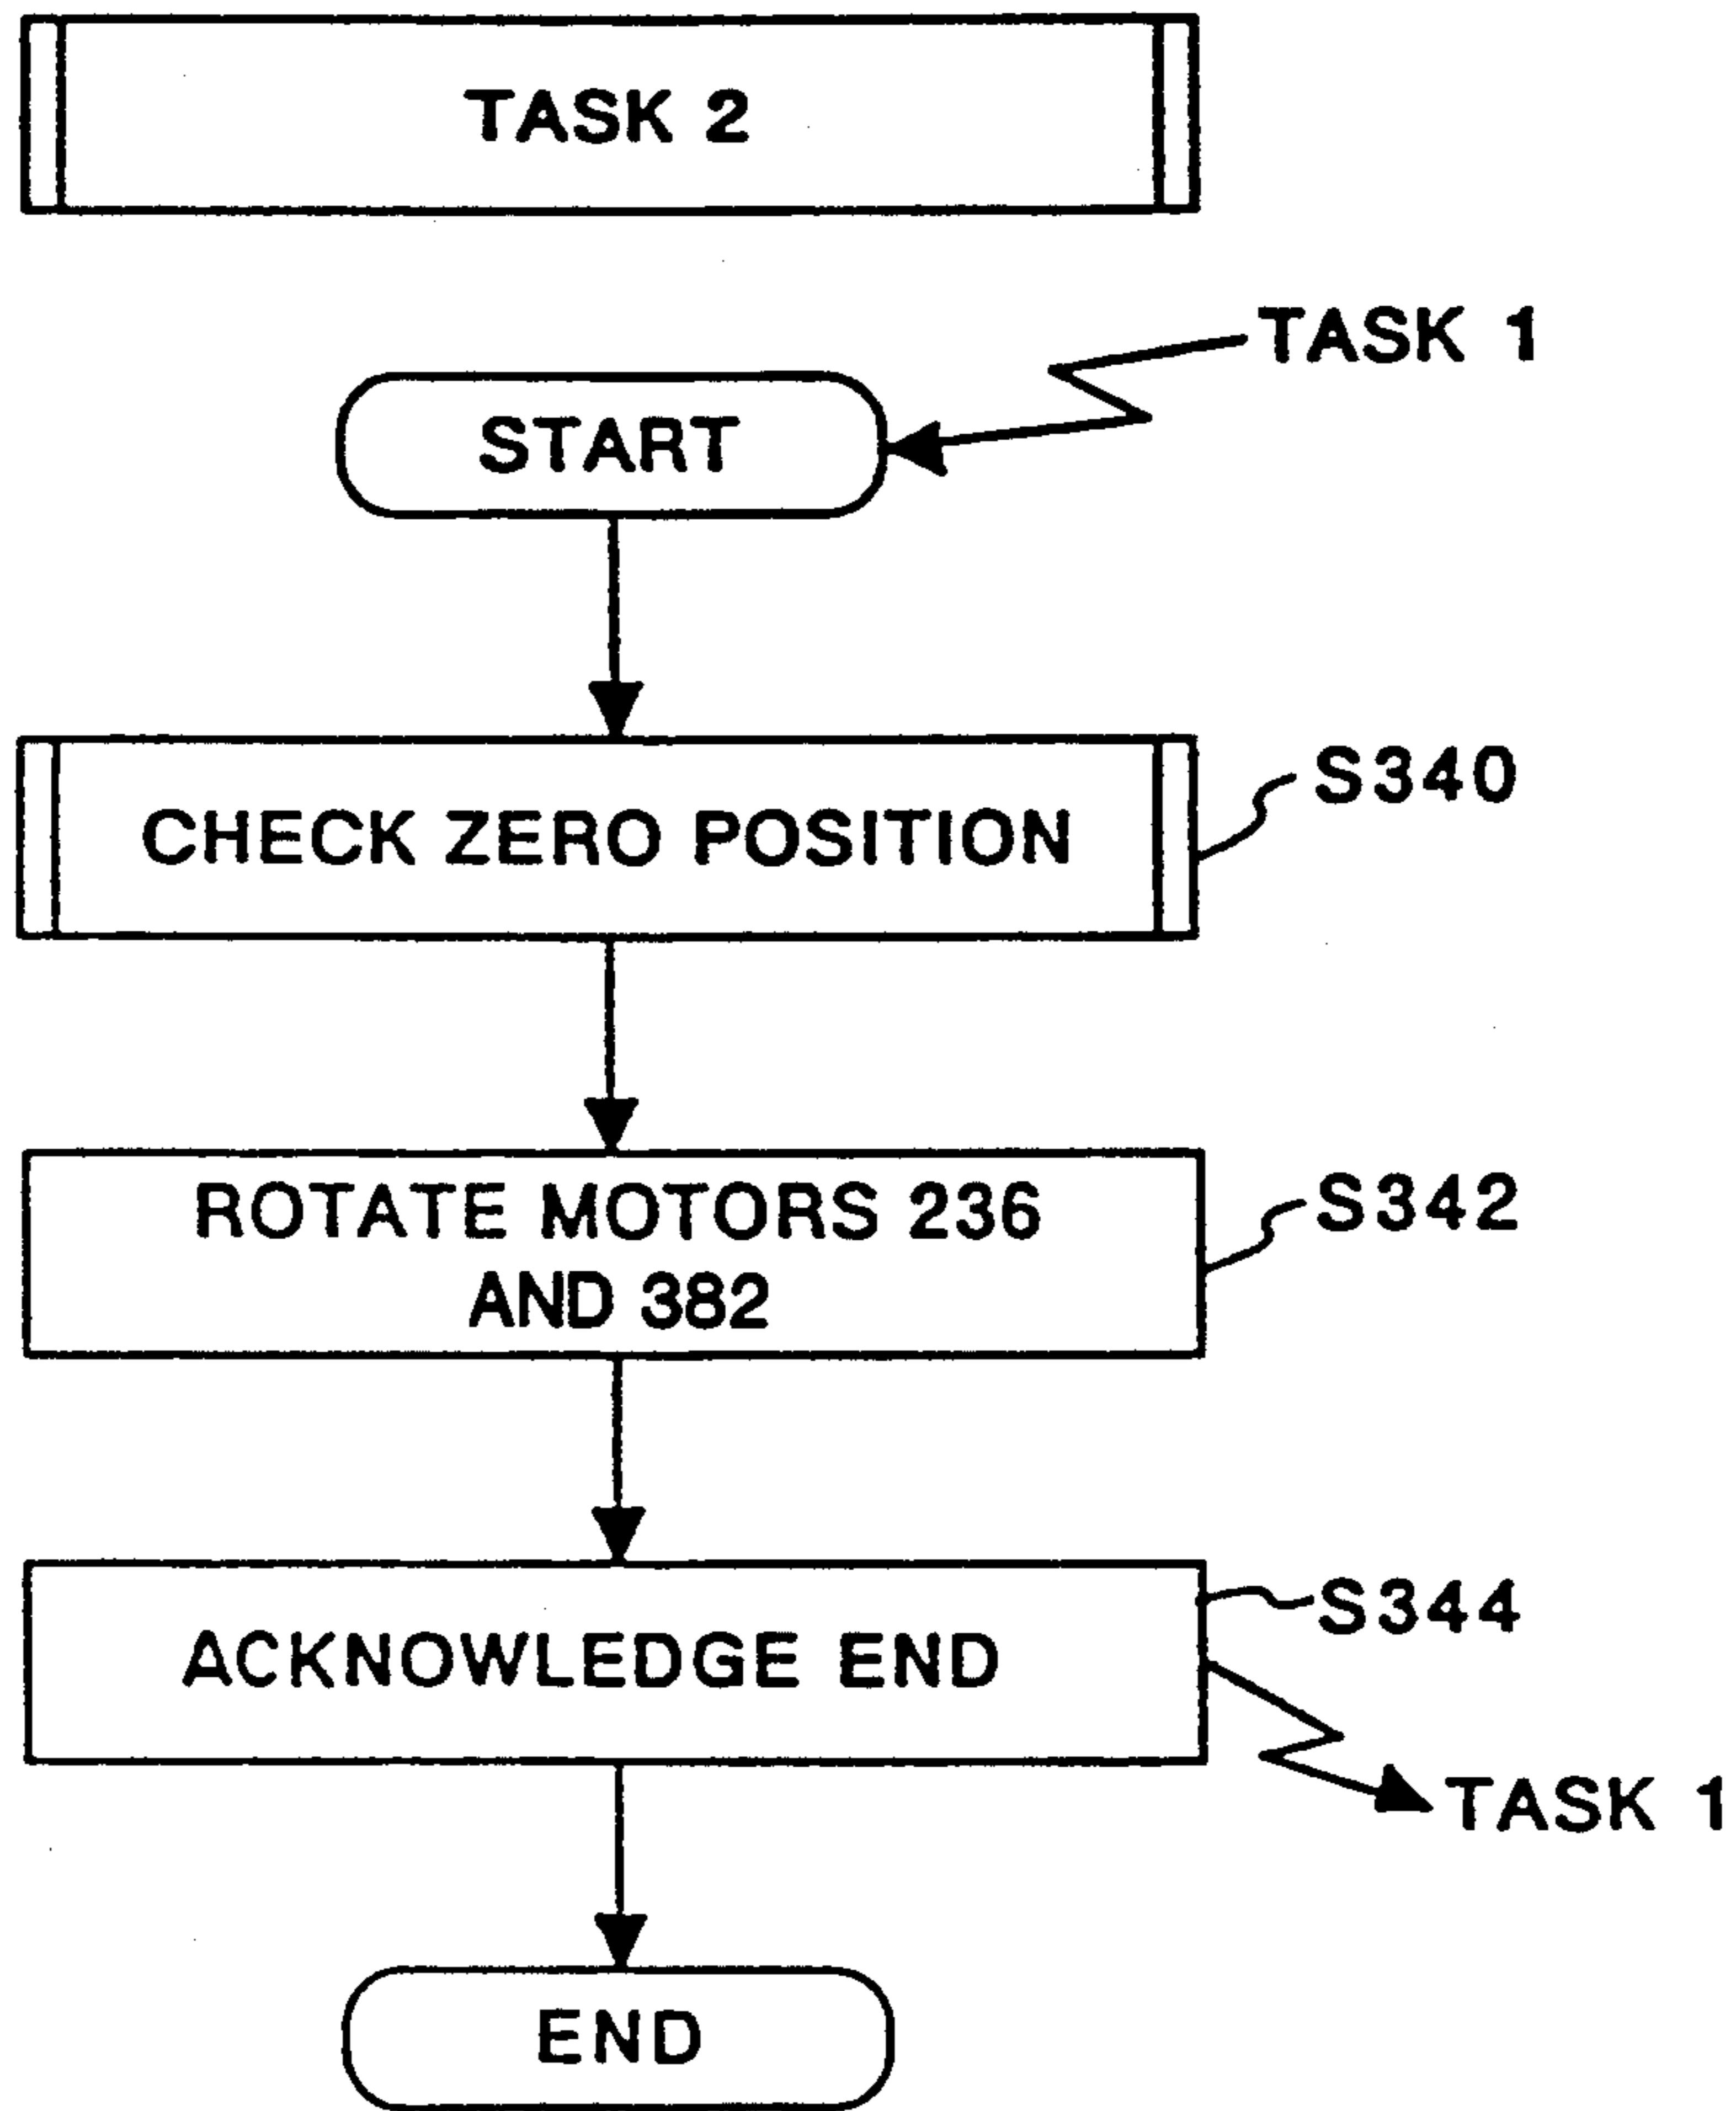 TASK 2
TASK 1
START
CHECK ZERO POSITION
S340
ROTATE MOTORS 236
AND 382
S342
ACKNOWLEDGE END
S344
TASK 1
END